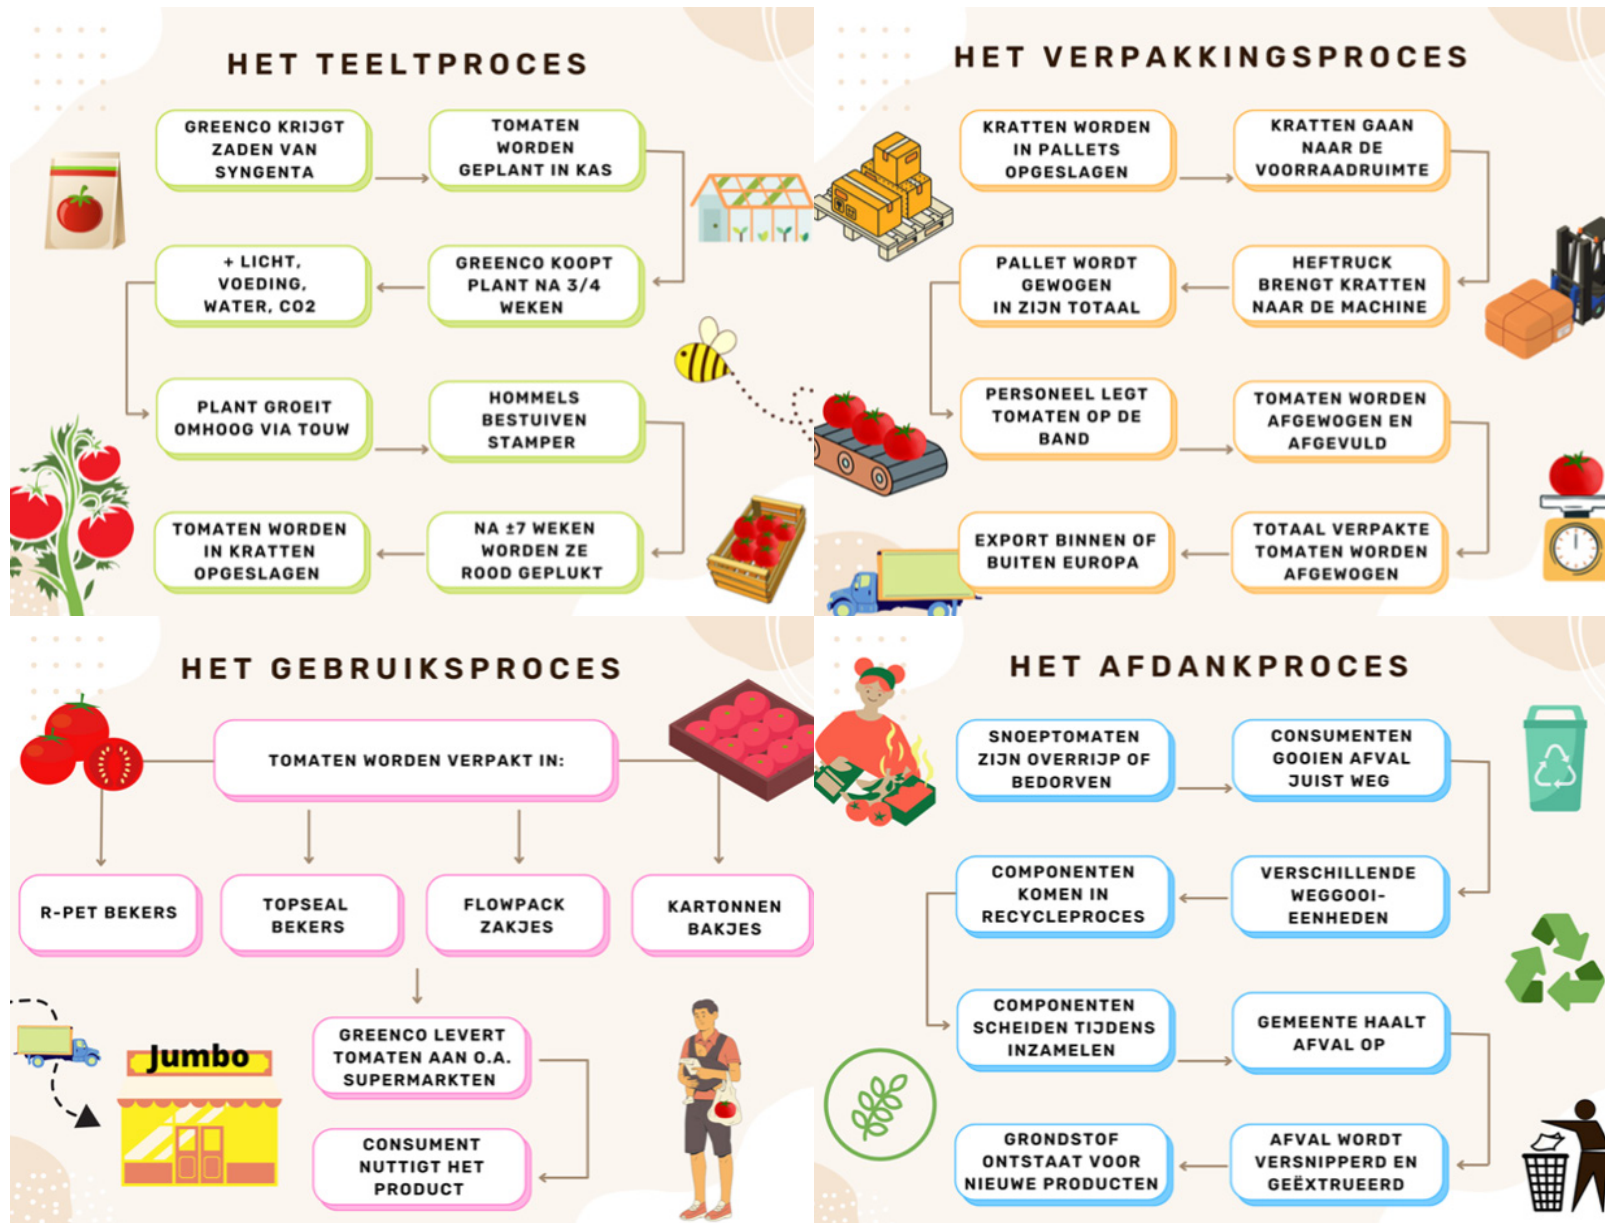 HET TEELTPROCES
GREENCO KRIJGT
ZADEN VAN
SYNGENTA
TOMATEN
WORDEN
GEPLANT IN KAS
GREENCO KOOPT
PLANT NA 3/4
WEKEN
+ LICHT,
VOEDING,
WATER, CO2
PLANT GROEIT
OMHOOG VIA TOUW
HOMMELS
BESTUIVEN
STAMPER
NA ±7 WEKEN
WORDEN ZE
ROOD GEPLUKT
TOMATEN WORDEN
IN KRATTEN
OPGESLAGEN
HET VERPAKKINGSPROCES
KRATTEN WORDEN
IN PALLETS
OPGESLAGEN
KRATTEN GAAN
NAAR DE
VOORRAADRUIMTE
HEFTRUCK
BRENGT KRATTEN
NAAR DE MACHINE
PALLET WORDT
GEWOGEN
IN ZIJN TOTAAL
PERSONEEL LEGT
TOMATEN OP DE
BAND
TOMATEN WORDEN
AFGEWOGEN EN
AFGEVULD
TOTAAL VERPAKTE
TOMATEN WORDEN
AFGEWOGEN
EXPORT BINNEN OF
BUITEN EUROPA
HET GEBRUIKSPROCES
TOMATEN WORDEN VERPAKT IN:
R-PET BEKERS
TOPSEAL
BEKERS
FLOWPACK
ZAKJES
KARTONNEN
BAKJES
GREENCO LEVERT
TOMATEN AAN O.A.
SUPERMARKTEN
Jumbo
CONSUMENT
NUTTIGT HET
PRODUCT
HET AFDANKPROCES
SNOEPTOMATEN
ZIJN OVERRIJP OF
BEDORVEN
CONSUMENTEN
GOOIEN AFVAL
JUIST WEG
VERSCHILLENDE
WEGGOOI-
EENHEDEN
COMPONENTEN
KOMEN IN
RECYCLEPROCES
COMPONENTEN
SCHEIDEN TIJDENS
INZAMELEN
GEMEENTE HAALT
AFVAL OP
AFVAL WORDT
VERSNIPPERD EN
GEËXTRUEERD
GRONDSTOF
ONTSTAAT VOOR
NIEUWE PRODUCTEN